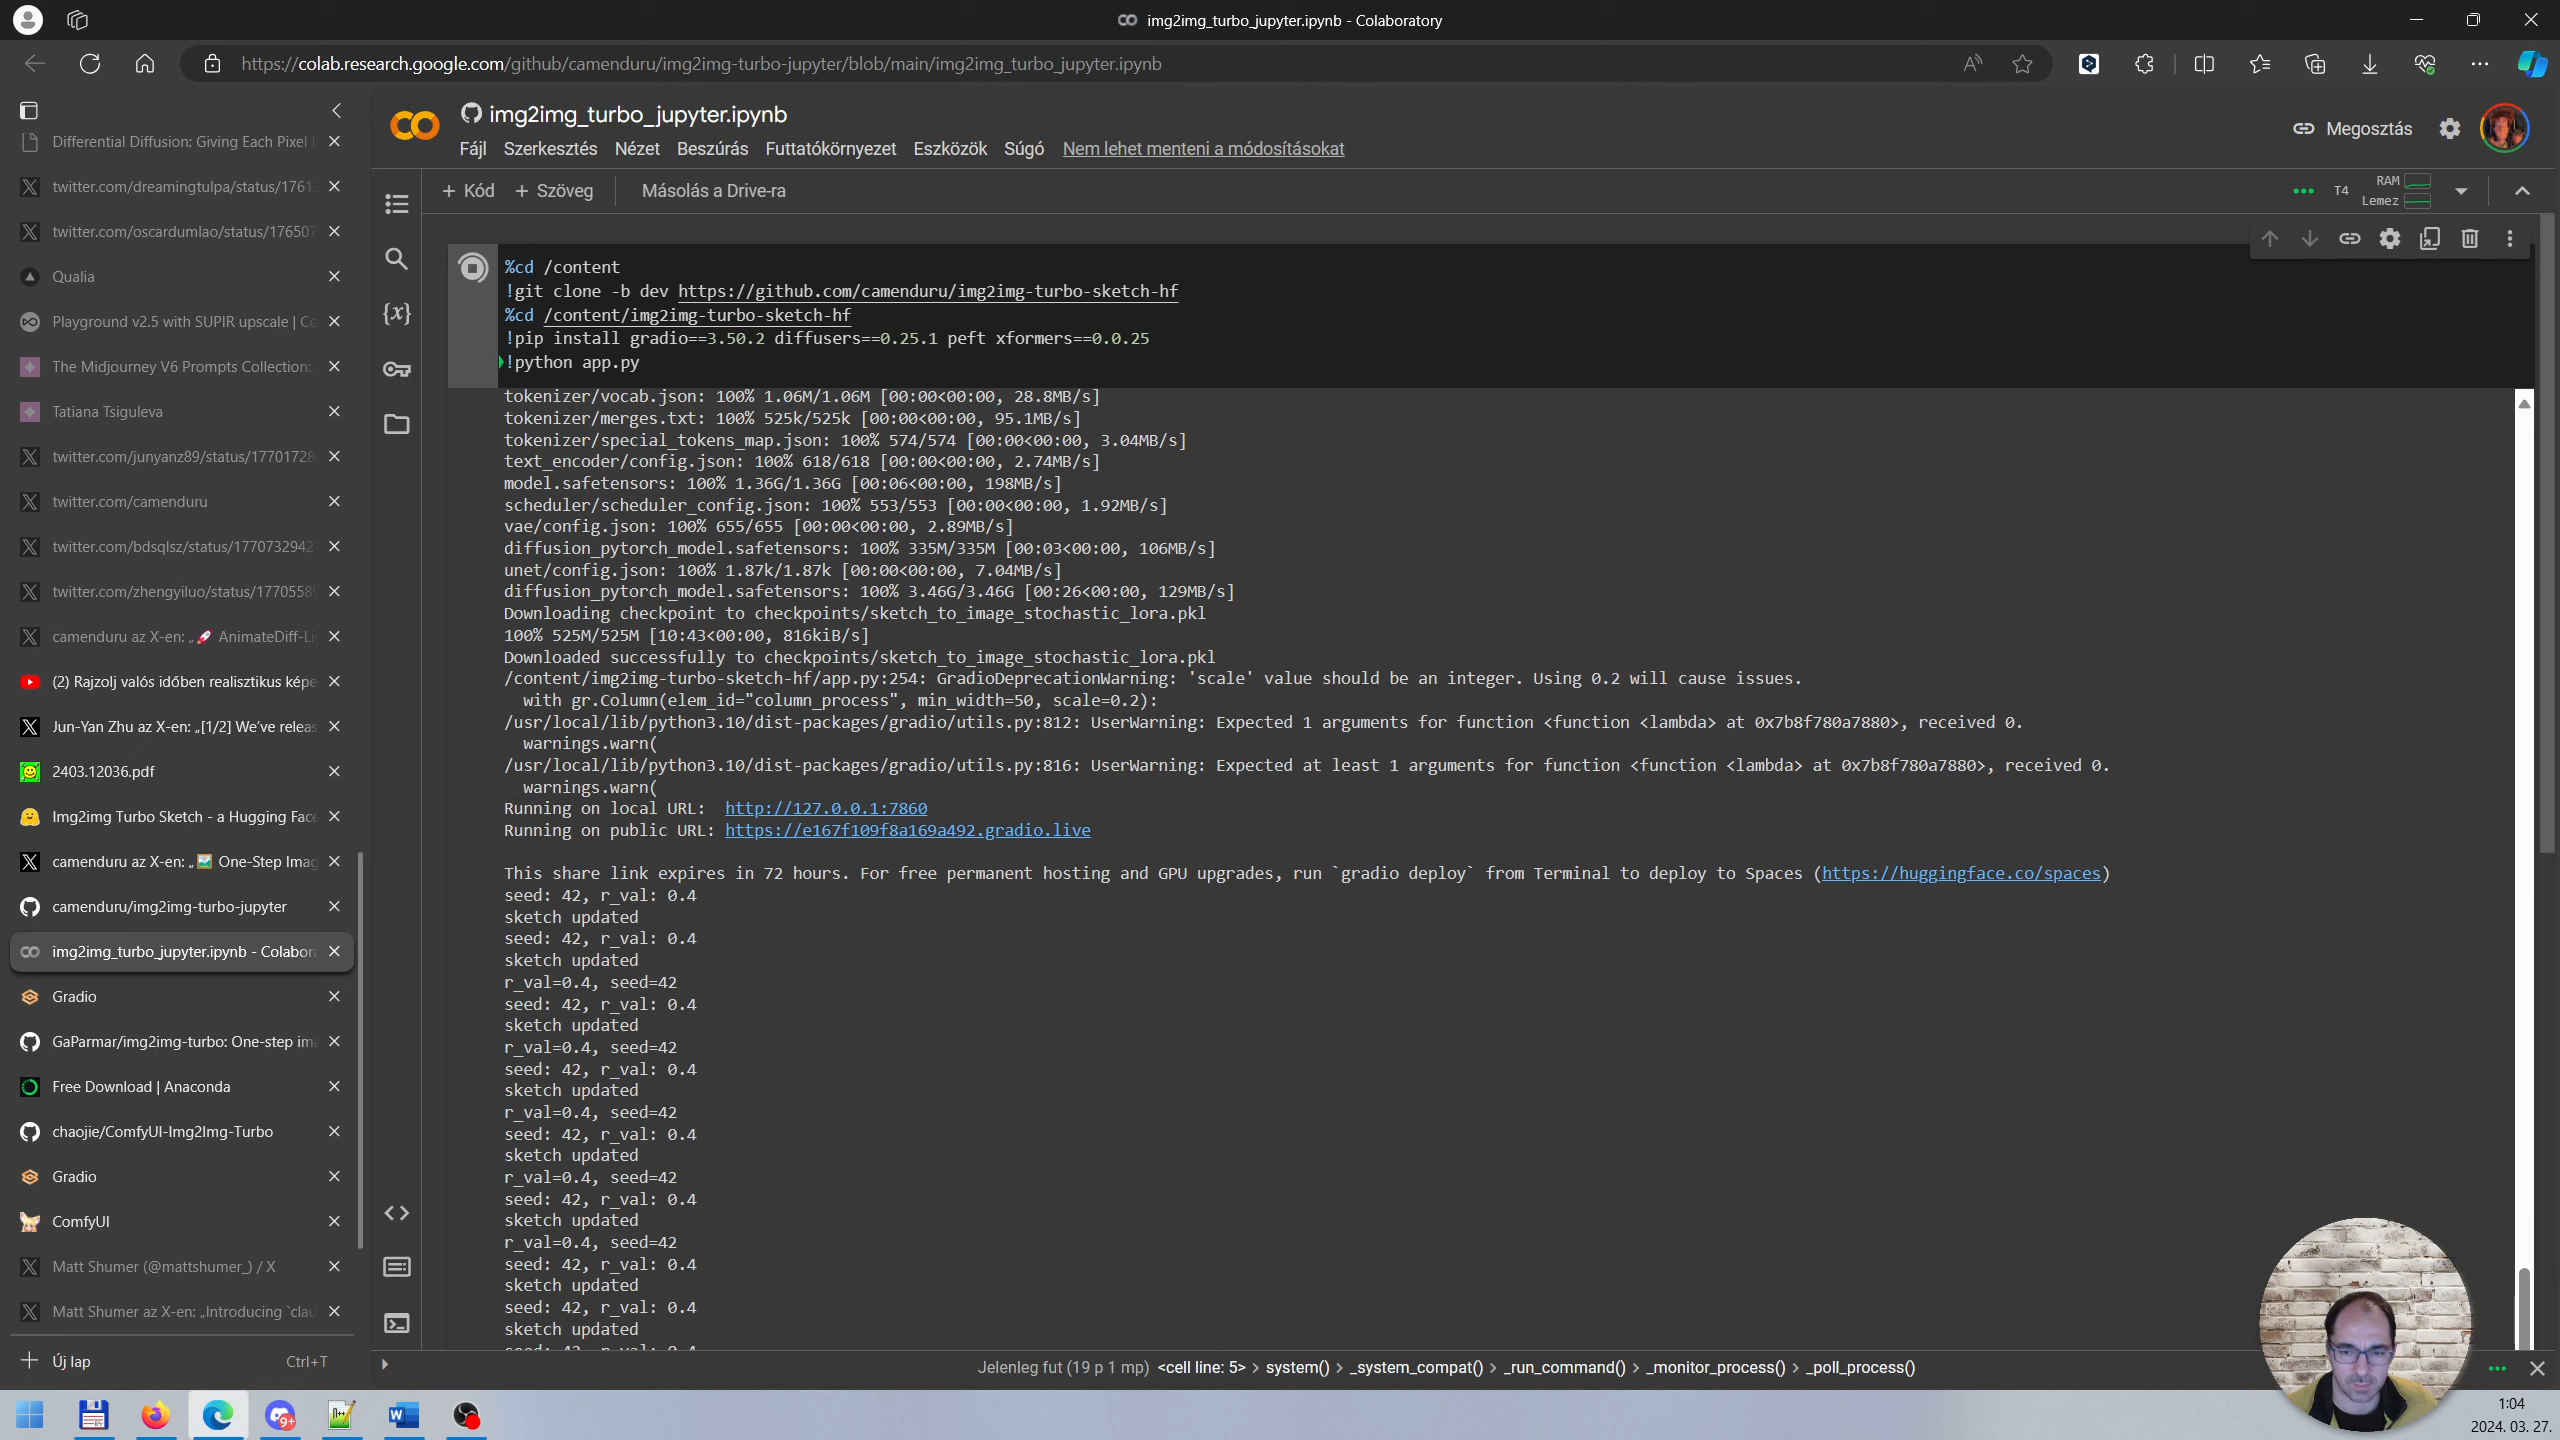 img2img_turbo_jupyter.ipynb - Colaboratory
https://colab.research.google.com/github/camenduru/img2img-turbo-jupyter/blob/main/img2img_turbo_jupyter.ipynb
Differential Diffusion: Giving Each Pixel
twitter.com/dreamingtulpa/status/1761
twitter.com/oscardumlao/status/176507
Qualia
Playground v2.5 with SUPIR upscale | Co
The Midjourney V6 Prompts Collection:
Tatiana Tsiguleva
twitter.com/junyanz89/status/17701728
twitter.com/camenduru
twitter.com/bdsqlsz/status/1770732942
twitter.com/zhengyiluo/status/17705589
camenduru az X-en: „🚀 AnimateDiff-Li
(2) Rajzolj valós időben realisztikus képe
Jun-Yan Zhu az X-en: „[1/2] We've releas
2403.12036.pdf
Img2img Turbo Sketch - a Hugging Face
camenduru az X-en: „🖼️ One-Step Imag
camenduru/img2img-turbo-jupyter
img2img_turbo_jupyter.ipynb - Colabora
Gradio
GaParmar/img2img-turbo: One-step ima
Free Download | Anaconda
chaojie/ComfyUI-Img2Img-Turbo
Gradio
ComfyUI
Matt Shumer (@mattshumer_) / X
Matt Shumer az X-en: „Introducing `clau
Új lap Ctrl+T
img2img_turbo_jupyter.ipynb
Megosztás
Fájl Szerkesztés Nézet Beszúrás Futtatókörnyezet Eszközök Súgó Nem lehet menteni a módosításokat
+ Kód + Szöveg Másolás a Drive-ra
T4 RAM
Lemez
%cd /content
!git clone -b dev https://github.com/camenduru/img2img-turbo-sketch-hf
%cd /content/img2img-turbo-sketch-hf
!pip install gradio==3.50.2 diffusers==0.25.1 peft xformers==0.0.25
!python app.py
tokenizer/vocab.json: 100% 1.06M/1.06M [00:00<00:00, 28.8MB/s]
tokenizer/merges.txt: 100% 525k/525k [00:00<00:00, 95.1MB/s]
tokenizer/special_tokens_map.json: 100% 574/574 [00:00<00:00, 3.04MB/s]
text_encoder/config.json: 100% 618/618 [00:00<00:00, 2.74MB/s]
model.safetensors: 100% 1.36G/1.36G [00:06<00:00, 198MB/s]
scheduler/scheduler_config.json: 100% 553/553 [00:00<00:00, 1.92MB/s]
vae/config.json: 100% 655/655 [00:00<00:00, 2.89MB/s]
diffusion_pytorch_model.safetensors: 100% 335M/335M [00:03<00:00, 106MB/s]
unet/config.json: 100% 1.87k/1.87k [00:00<00:00, 7.04MB/s]
diffusion_pytorch_model.safetensors: 100% 3.46G/3.46G [00:26<00:00, 129MB/s]
Downloading checkpoint to checkpoints/sketch_to_image_stochastic_lora.pkl
100% 525M/525M [10:43<00:00, 816kiB/s]
Downloaded successfully to checkpoints/sketch_to_image_stochastic_lora.pkl
/content/img2img-turbo-sketch-hf/app.py:254: GradioDeprecationWarning: 'scale' value should be an integer. Using 0.2 will cause issues.
with gr.Column(elem_id="column_process", min_width=50, scale=0.2):
/usr/local/lib/python3.10/dist-packages/gradio/utils.py:812: UserWarning: Expected 1 arguments for function <function <lambda> at 0x7b8f780a7880>, received 0.
warnings.warn(
/usr/local/lib/python3.10/dist-packages/gradio/utils.py:816: UserWarning: Expected at least 1 arguments for function <function <lambda> at 0x7b8f780a7880>, received 0.
warnings.warn(
Running on local URL: http://127.0.0.1:7860
Running on public URL: https://e167f109f8a169a492.gradio.live
This share link expires in 72 hours. For free permanent hosting and GPU upgrades, run `gradio deploy` from Terminal to deploy to Spaces (https://huggingface.co/spaces)
seed: 42, r_val: 0.4
sketch updated
seed: 42, r_val: 0.4
sketch updated
r_val=0.4, seed=42
seed: 42, r_val: 0.4
sketch updated
r_val=0.4, seed=42
seed: 42, r_val: 0.4
sketch updated
r_val=0.4, seed=42
seed: 42, r_val: 0.4
sketch updated
r_val=0.4, seed=42
seed: 42, r_val: 0.4
sketch updated
r_val=0.4, seed=42
seed: 42, r_val: 0.4
sketch updated
seed: 42, r_val: 0.4
sketch updated
seed: 42, r_val: 0.4
Jelenleg fut (19 p 1 mp) <cell line: 5> > system() > _system_compat() > _run_command() > _monitor_process() > _poll_process()
9+
1:04
2024. 03. 27.